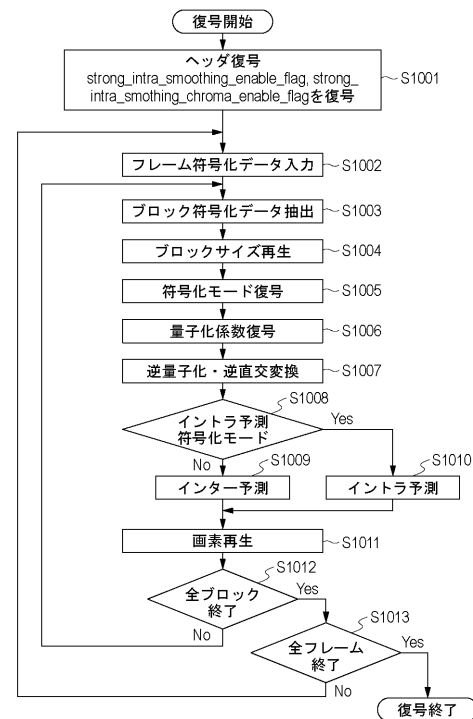 復号開始
ヘッダ復号
strong_intra_smoothing_enable_flag, strong_
intra_smothing_chroma_enable_flagを復号
S1001
フレーム符号化データ入力
S1002
ブロック符号化データ抽出
S1003
ブロックサイズ再生
S1004
符号化モード復号
S1005
量子化係数復号
S1006
逆量子化・逆直交変換
S1007
S1008
イントラ予測
符号化モード
Yes
No
S1009
インター予測
S1010
イントラ予測
画素再生
S1011
S1012
全ブロック
終了
Yes
No
S1013
全フレーム
終了
Yes
No
復号終了